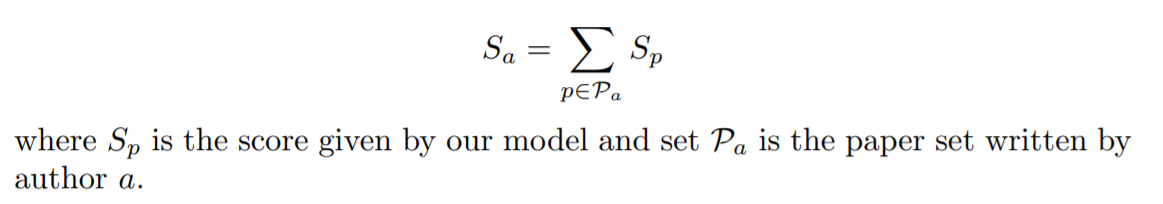 S_a = ∑_{p∈𝒫_a} S_p
where S_p is the score given by our model and set 𝒫_a is the paper set written by
author a.